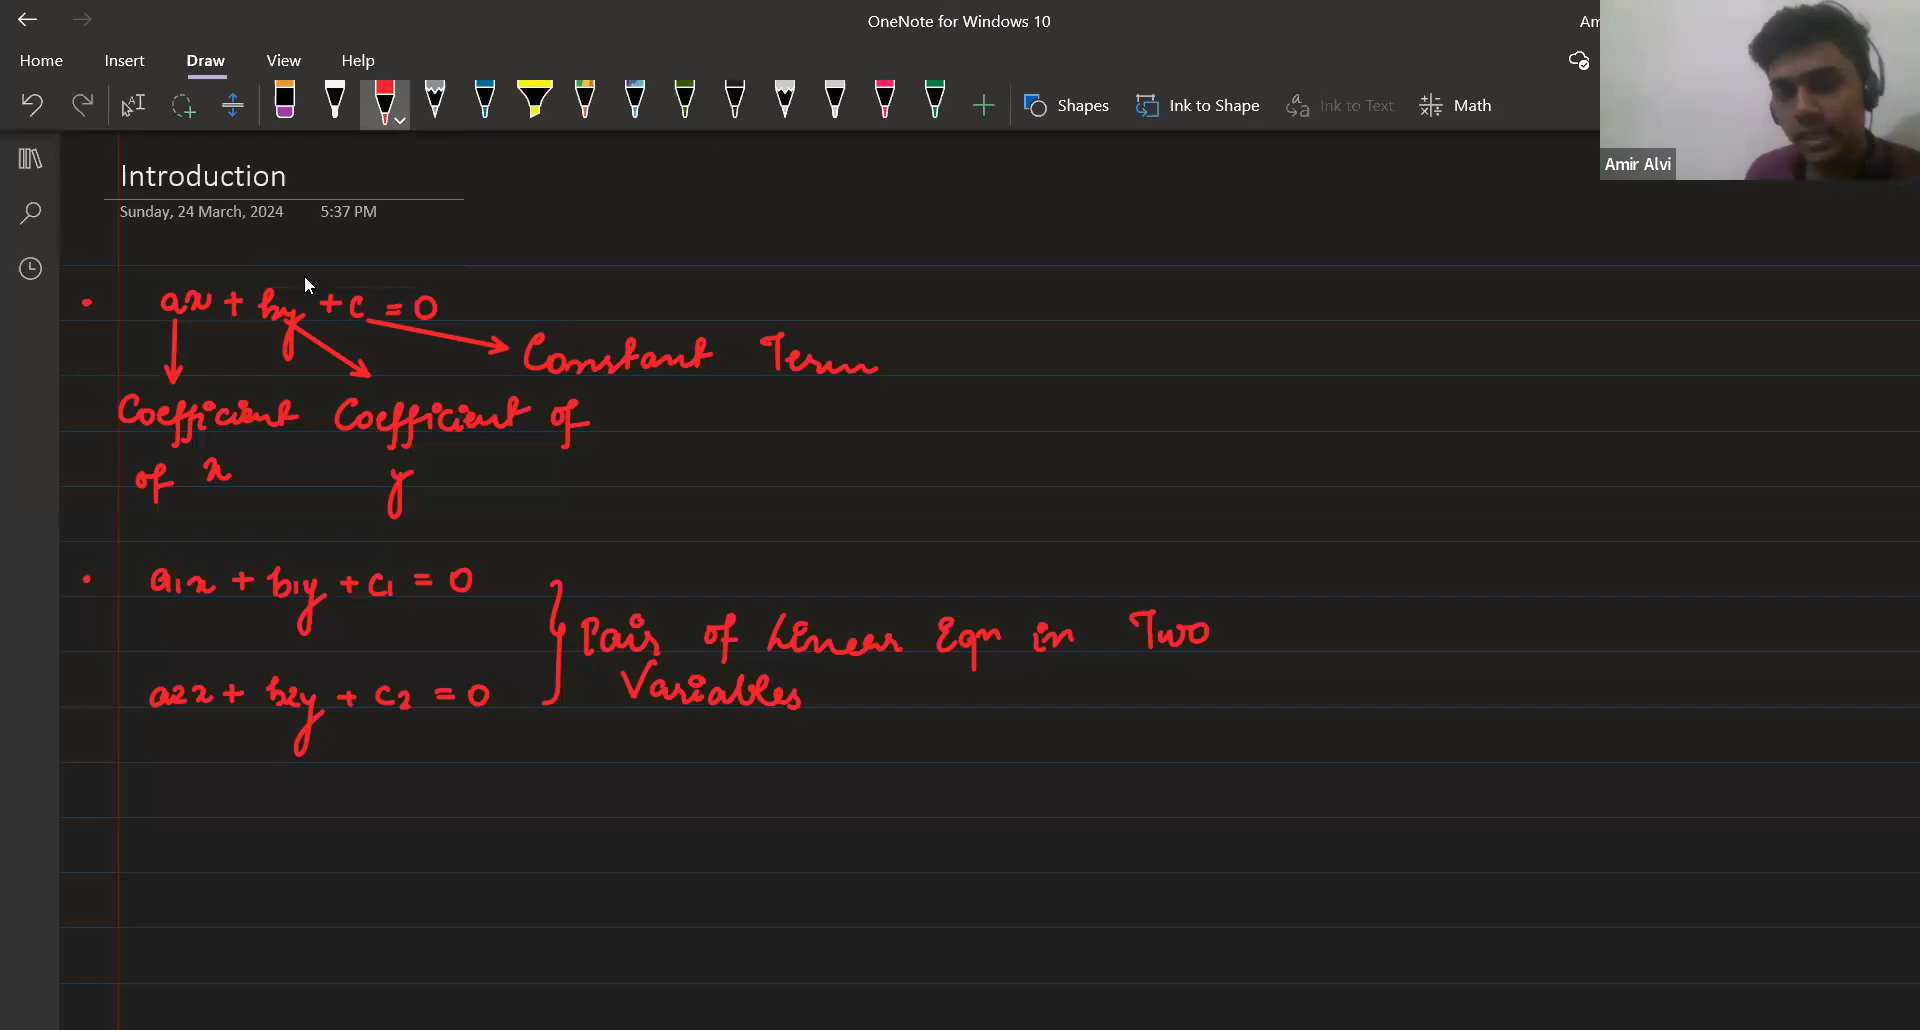 OneNote for Windows 10
Am
Home Insert Draw View Help
Shapes Ink to Shape Ink to Text Math
Amir Alvi
Introduction
Sunday, 24 March, 2024 5:37 PM
• ax + by + c = 0
Constant Term
Coefficient Coefficient of
of x y
• a1x + b1y + c1 = 0
Pair of Linear Eqn in Two
Variables
a2x + b2y + c2 = 0